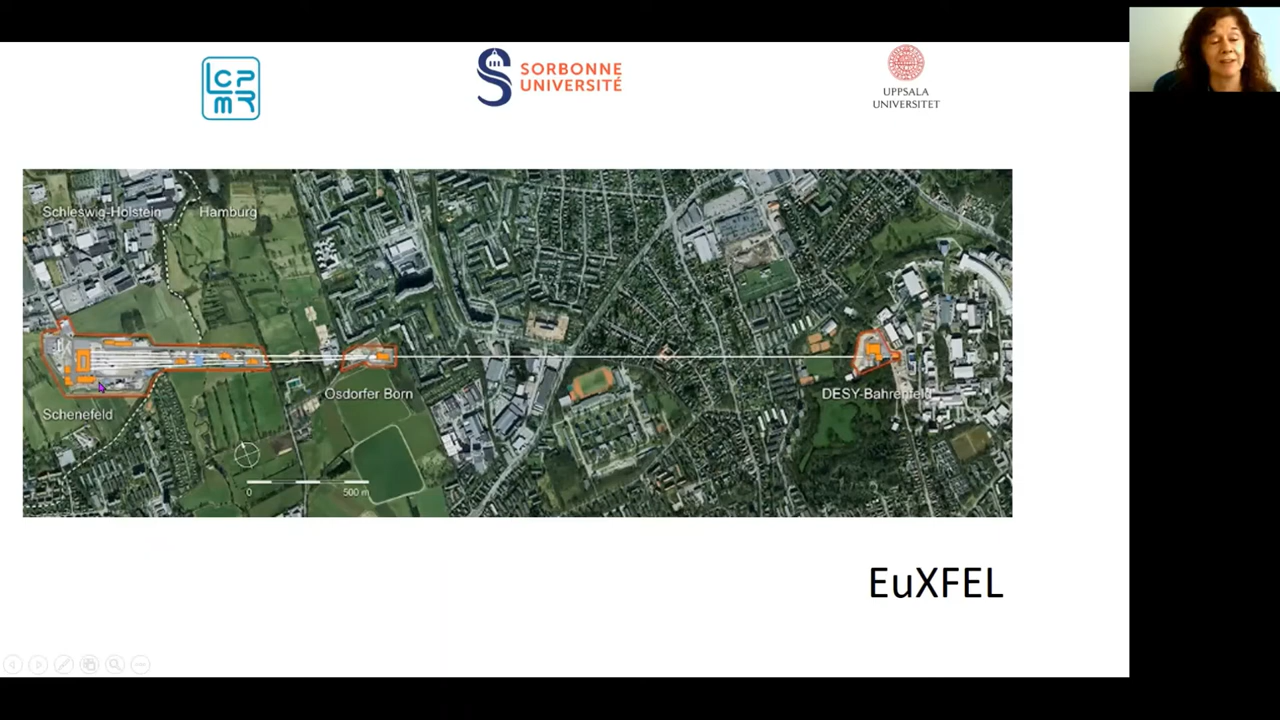 LCPMR
SORBONNE
UNIVERSITÉ
UPPSALA
UNIVERSITET
Schleswig-Holstein
Hamburg
Osdorfer Born
DESY-Bahrenfeld
Schenefeld
0
500 m
EuXFEL